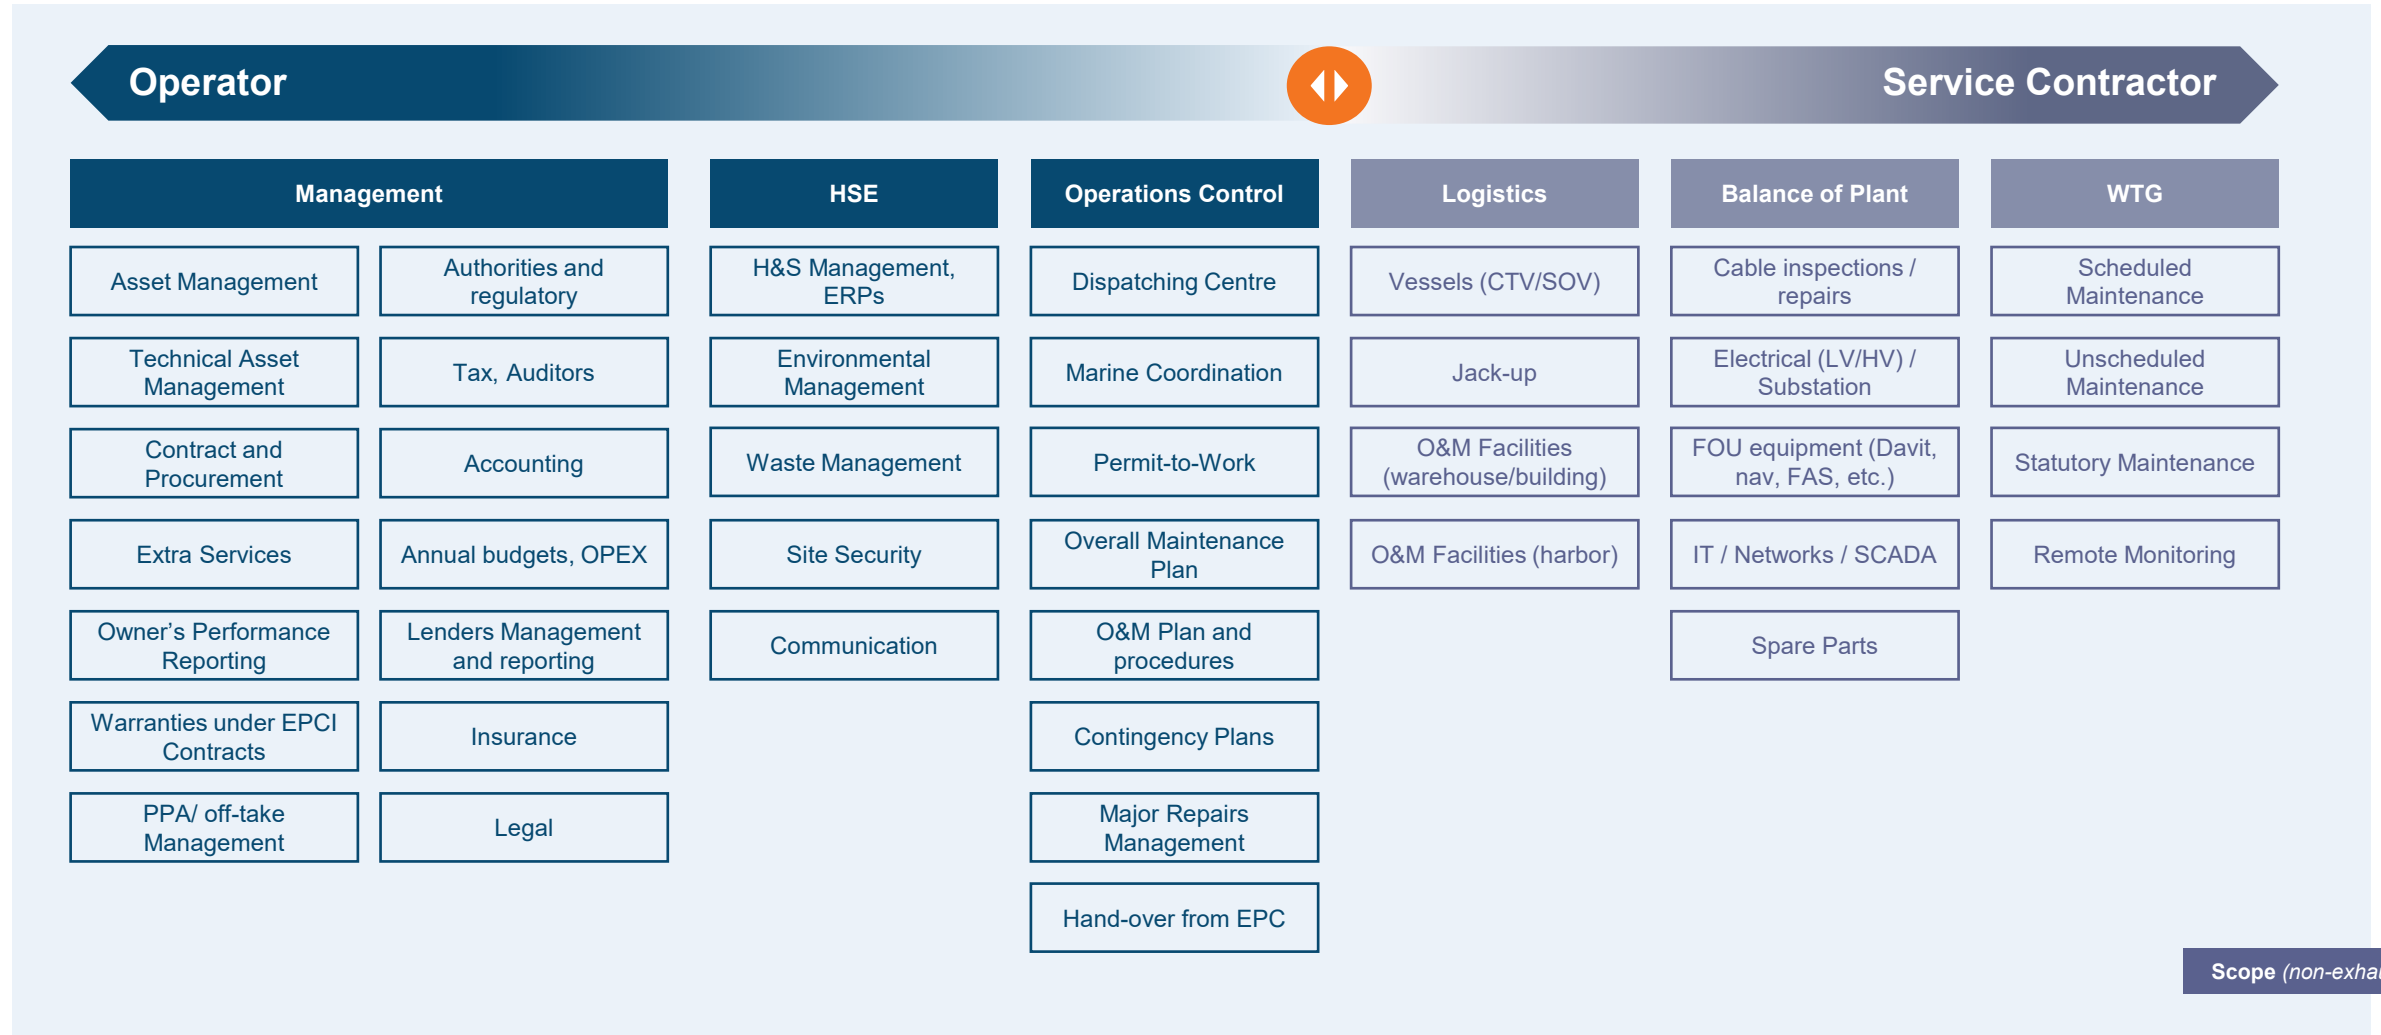 Operator
Service Contractor
Management
HSE
Operations Control
Logistics
Balance of Plant
WTG
Asset Management
Technical Asset
Management
Contract and
Procurement
Extra Services
Owner’s Performance
Reporting
Warranties under EPCI
Contracts
PPA/ off-take
Management
Authorities and
regulatory
Tax, Auditors
Accounting
Annual budgets, OPEX
Lenders Management
and reporting
Insurance
Legal
H&S Management,
ERPs
Environmental
Management
Waste Management
Site Security
Communication
Dispatching Centre
Marine Coordination
Permit-to-Work
Overall Maintenance
Plan
O&M Plan and
procedures
Contingency Plans
Major Repairs
Management
Hand-over from EPC
Vessels (CTV/SOV)
Jack-up
O&M Facilities
(warehouse/building)
O&M Facilities (harbor)
Cable inspections /
repairs
Electrical (LV/HV) /
Substation
FOU equipment (Davit,
nav, FAS, etc.)
IT / Networks / SCADA
Spare Parts
Scheduled
Maintenance
Unscheduled
Maintenance
Statutory Maintenance
Remote Monitoring
Scope